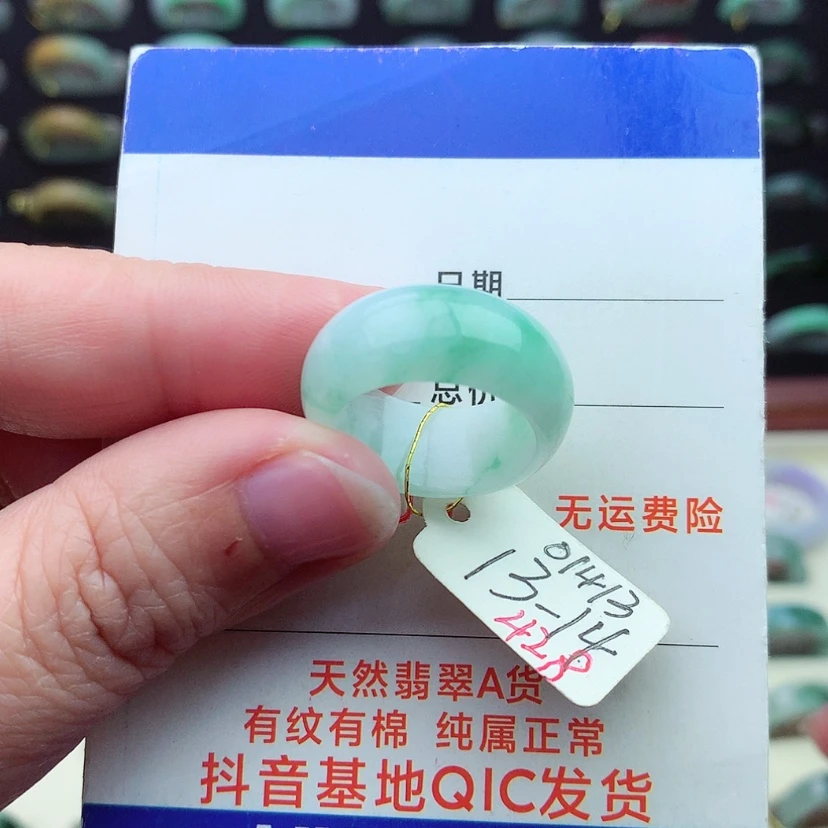 日期
总价
无运费险
01413
13-14
天然翡翠A货
有纹有棉 纯属正常
抖音基地QIC发货